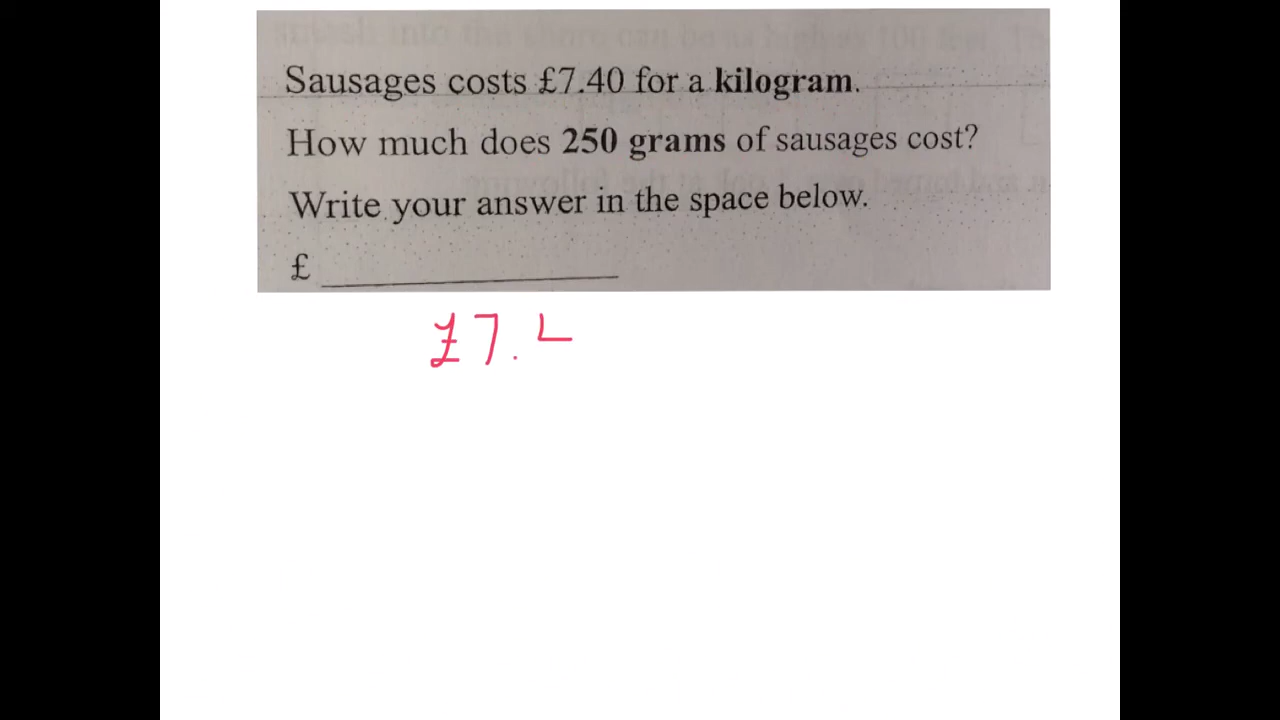 Sausages costs £7.40 for a kilogram.
How much does 250 grams of sausages cost?
Write your answer in the space below.
£
£7.